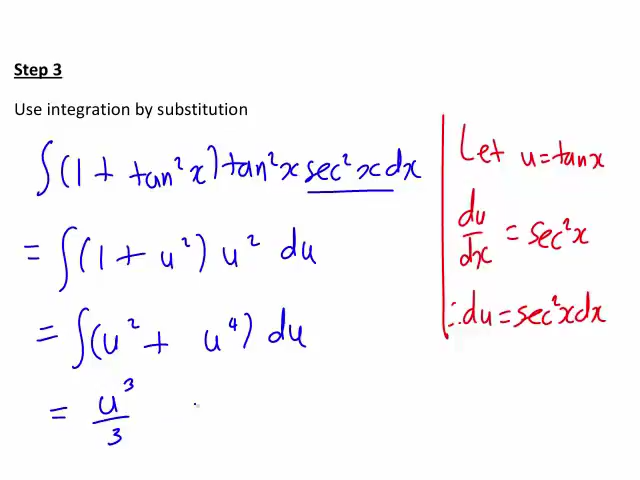 Step 3
Use integration by substitution
∫(1 + tan²x) tan²x sec²x dx
= ∫(1 + u²) u² du
= ∫(u² + u⁴) du
= u³/3
Let u = tanx
du/dx = sec²x
∴ du = sec²x dx